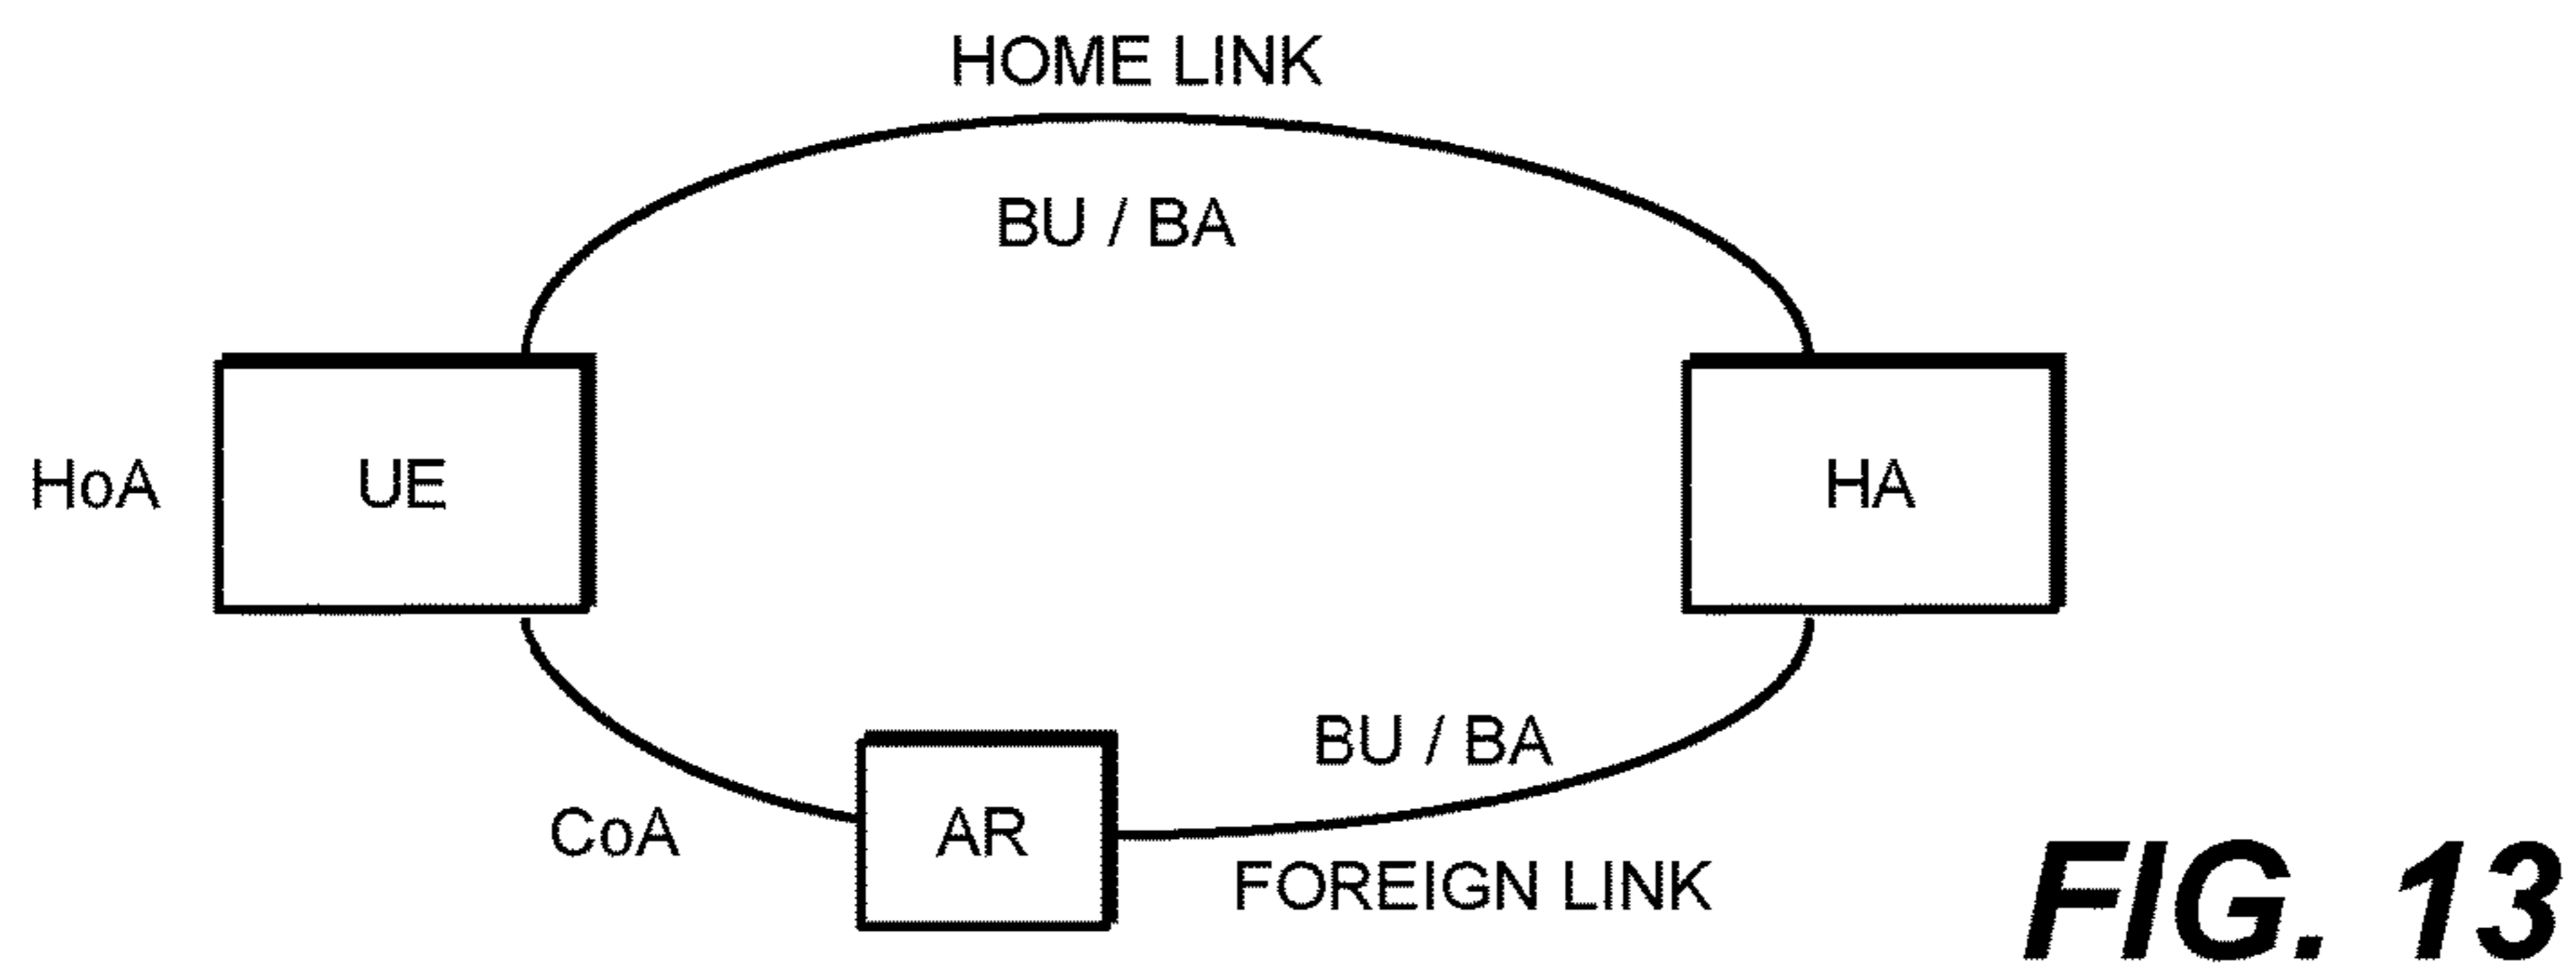 HOME LINK
BU / BA
HoA
UE
HA
BU / BA
CoA
AR
FOREIGN LINK
FIG. 13